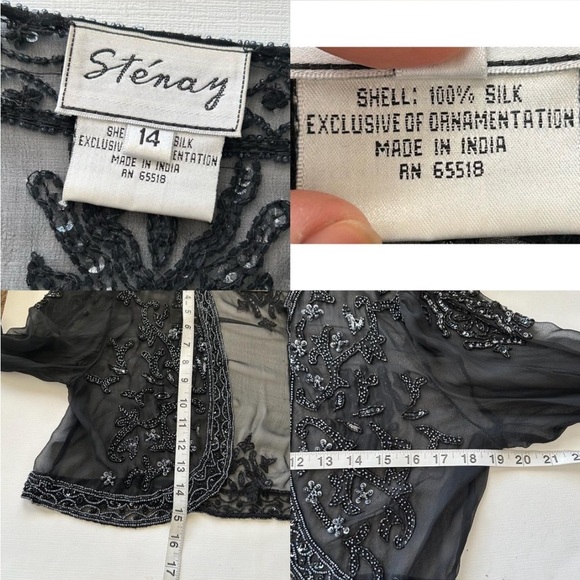 Sténay
14
SHE SILK
EXCLUSIV ENTATION
MADE IN INDIA
RN 65518
SHELL: 100% SILK
EXCLUSIVE OF ORNAMENTATION
MADE IN INDIA
RN 65518
4 5 6 7 8 9 10 11 12 13 14 15 16 17
12 13 14 15 16 17 18 19 20 21 2